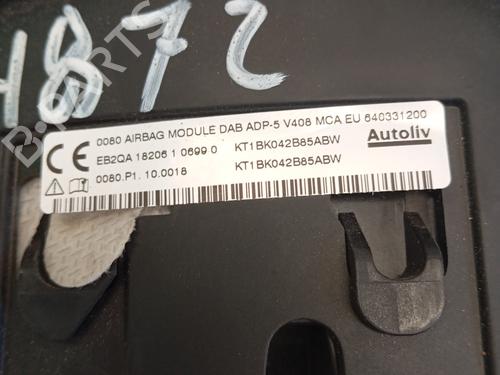 H872
B-PARTS
0080 AIRBAG MODULE DAB ADP-5 V408 MCA EU 640331200
CE EB2QA 18206 1 0699 0 KT1BK042B85ABW Autoliv
0080.P1. 10.0018 KT1BK042B85ABW